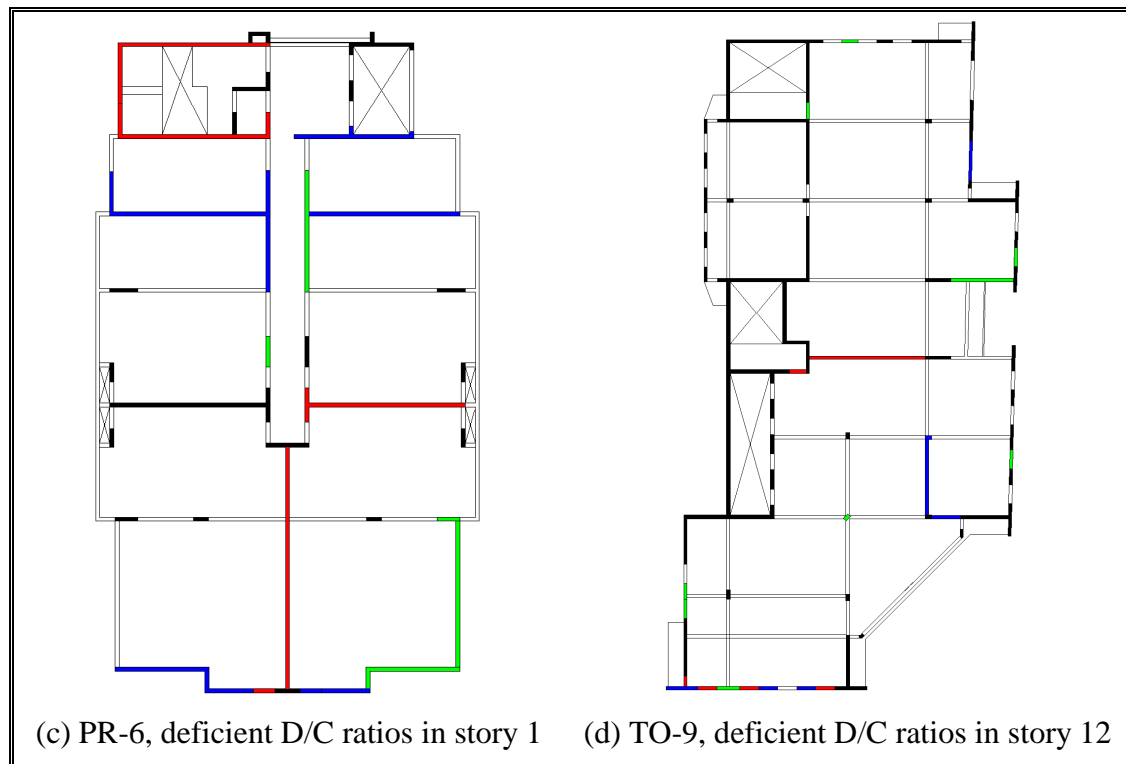 (c) PR-6, deficient D/C ratios in story 1
(d) TO-9, deficient D/C ratios in story 12